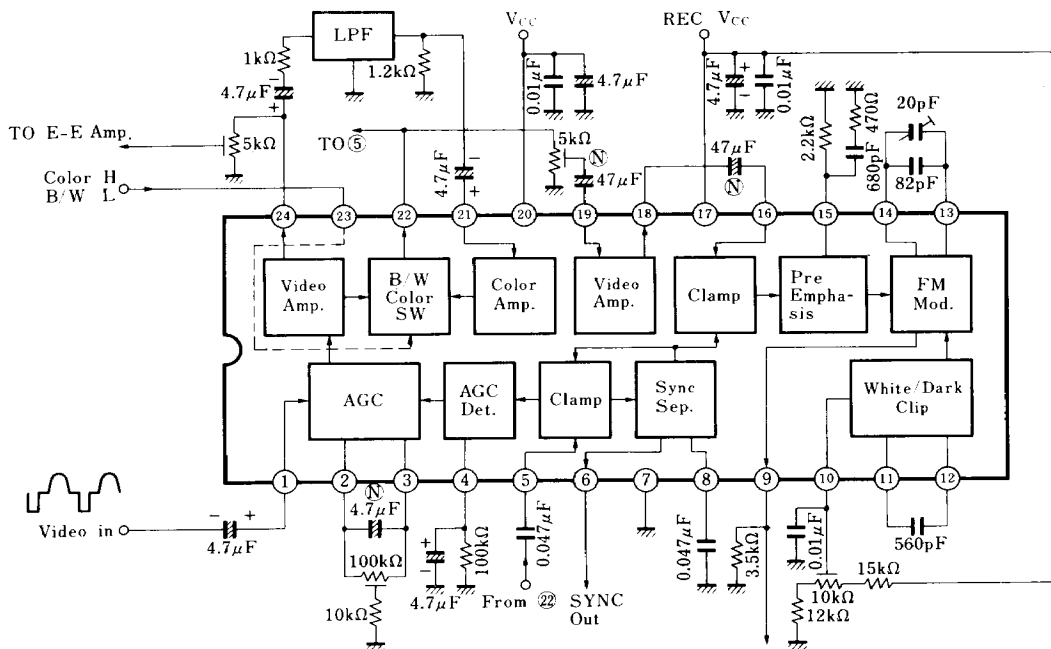 VCC
REC VCC
LPF
1kΩ
1.2kΩ
4.7μF
-
+
0.01μF
4.7μF
4.7μF
+
-
0.01μF
2.2kΩ
680pF
470Ω
20pF
82pF
TO E-E Amp.
5kΩ
TO ⑤
4.7μF
-
+
5kΩ
Ⓝ
47μF
47μF
Ⓝ
Color H
B/W L
24 23 22 21 20 19 18 17 16 15 14 13
Video
Amp.
B/W
Color
SW
Color
Amp.
Video
Amp.
Clamp
Pre
Empha-
sis
FM
Mod.
AGC
AGC
Det.
Clamp
Sync
Sep.
White/Dark
Clip
1 2 3 4 5 6 7 8 9 10 11 12
Video in
-
+
4.7μF
Ⓝ
4.7μF
100kΩ
10kΩ
+
-
4.7μF
100kΩ
0.047μF
From ㉒
SYNC
Out
0.047μF
3.5kΩ
0.01μF
560pF
15kΩ
10kΩ
12kΩ